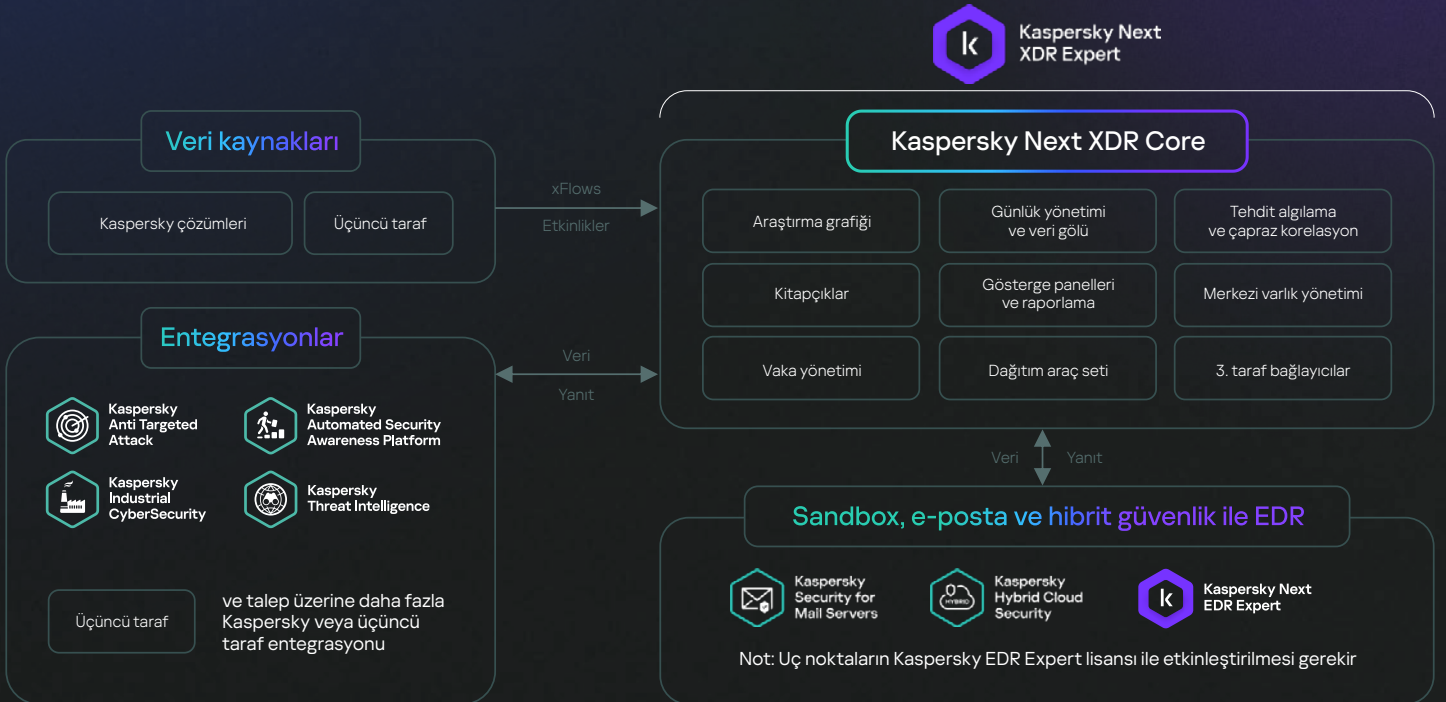 Kaspersky Next
XDR Expert
Veri kaynakları
Kaspersky çözümleri
Üçüncü taraf
xFlows
Etkinlikler
Kaspersky Next XDR Core
Araştırma grafiği
Günlük yönetimi
ve veri gölü
Tehdit algılama
ve çapraz korelasyon
Kitapçıklar
Gösterge panelleri
ve raporlama
Merkezi varlık yönetimi
Vaka yönetimi
Dağıtım araç seti
3. taraf bağlayıcılar
Entegrasyonlar
Kaspersky
Anti Targeted
Attack
Kaspersky
Automated Security
Awareness Platform
Kaspersky
Industrial
CyberSecurity
Kaspersky
Threat Intelligence
Üçüncü taraf
ve talep üzerine daha fazla
Kaspersky veya üçüncü
taraf entegrasyonu
Veri
Yanıt
Veri
Yanıt
Sandbox, e-posta ve hibrit güvenlik ile EDR
Kaspersky
Security for
Mail Servers
HYBRID
Kaspersky
Hybrid Cloud
Security
Kaspersky Next
EDR Expert
Not: Uç noktaların Kaspersky EDR Expert lisansı ile etkinleştirilmesi gerekir